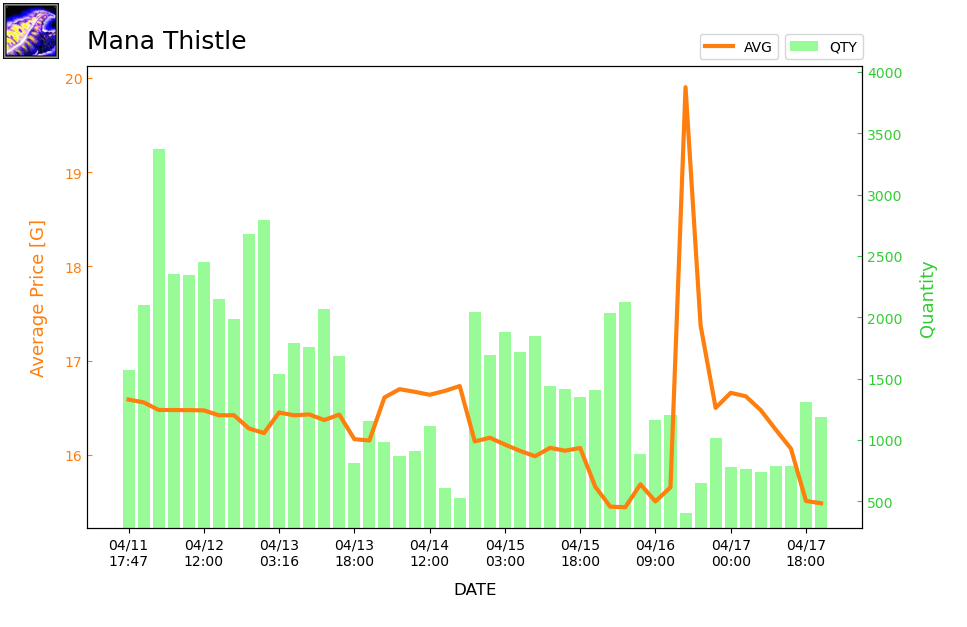 Mana Thistle
AVG
QTY
20
19
18
17
16
Average Price [G]
4000
3500
3000
2500
2000
1500
1000
500
Quantity
04/11 04/12 04/13 04/13 04/14 04/15 04/15 04/16 04/17 04/17
17:47 12:00 03:16 18:00 12:00 03:00 18:00 09:00 00:00 18:00
DATE